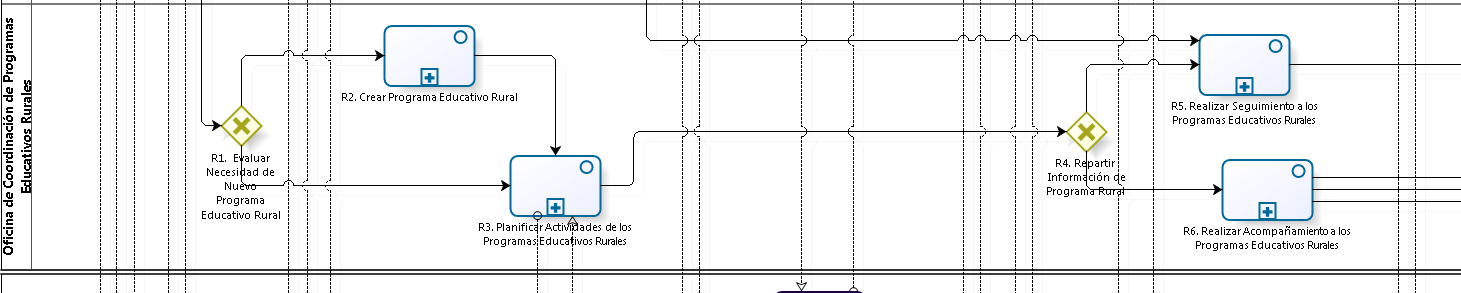 Oficina de Coordinación de Programas
Educativos Rurales
R1. Evaluar
Necesidad de
Nuevo
Programa
Educativo Rural
R2. Crear Programa Educativo Rural
R3. Planificar Actividades de los
Programas Educativos Rurales
R4. Repartir
Información de
Programa Rural
R5. Realizar Seguimiento a los
Programas Educativos Rurales
R6. Realizar Acompañamiento a los
Programas Educativos Rurales